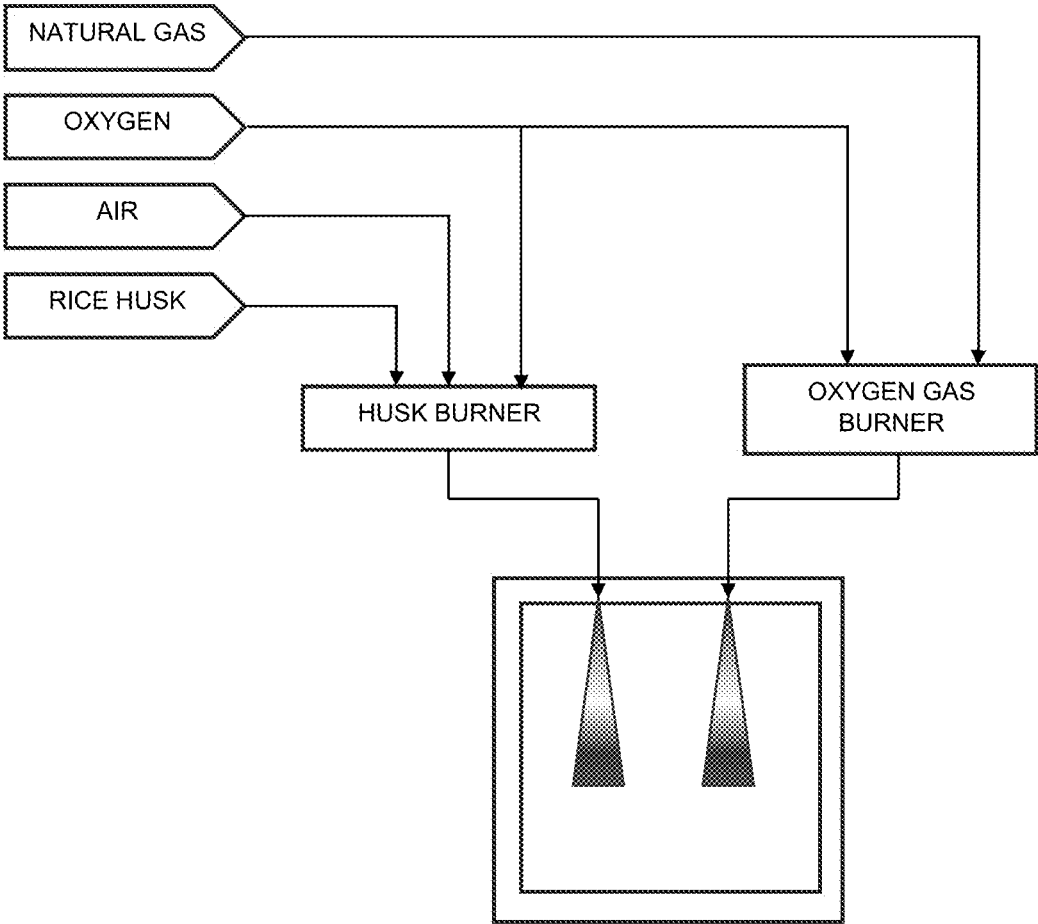 NATURAL GAS
OXYGEN
AIR
RICE HUSK
HUSK BURNER
OXYGEN GAS
BURNER